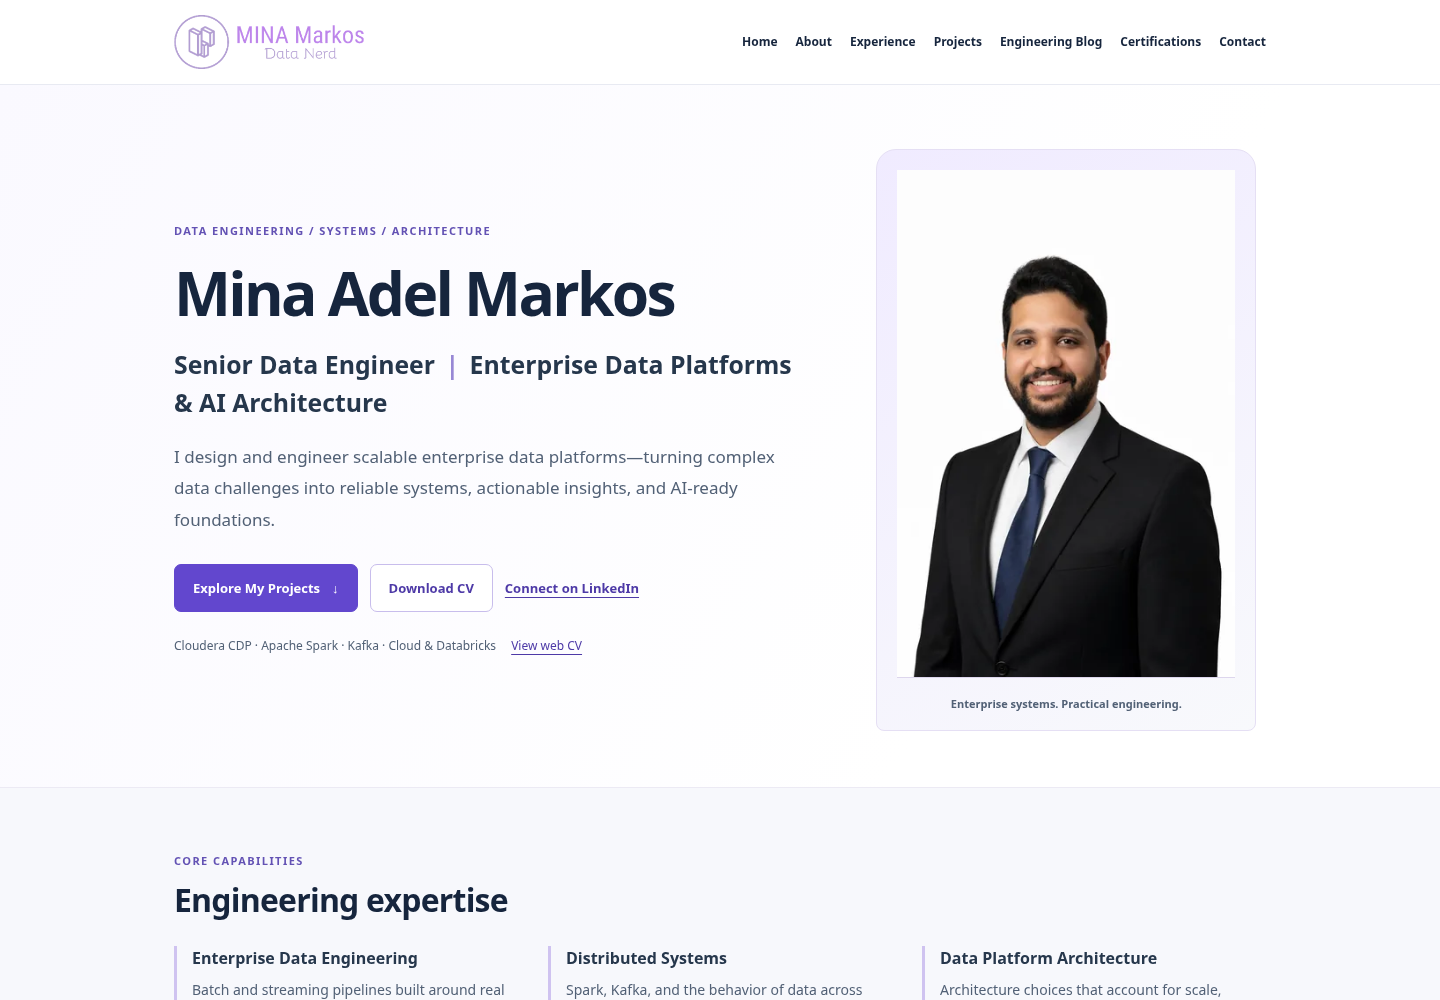 MINA Markos
Data Nerd
Home About Experience Projects Engineering Blog Certifications Contact
DATA ENGINEERING / SYSTEMS / ARCHITECTURE
Mina Adel Markos
Senior Data Engineer | Enterprise Data Platforms
& AI Architecture
I design and engineer scalable enterprise data platforms—turning complex
data challenges into reliable systems, actionable insights, and AI-ready
foundations.
Explore My Projects ↓ Download CV Connect on LinkedIn
Cloudera CDP · Apache Spark · Kafka · Cloud & Databricks View web CV
Enterprise systems. Practical engineering.
CORE CAPABILITIES
Engineering expertise
Enterprise Data Engineering
Batch and streaming pipelines built around real
Distributed Systems
Spark, Kafka, and the behavior of data across
Data Platform Architecture
Architecture choices that account for scale,